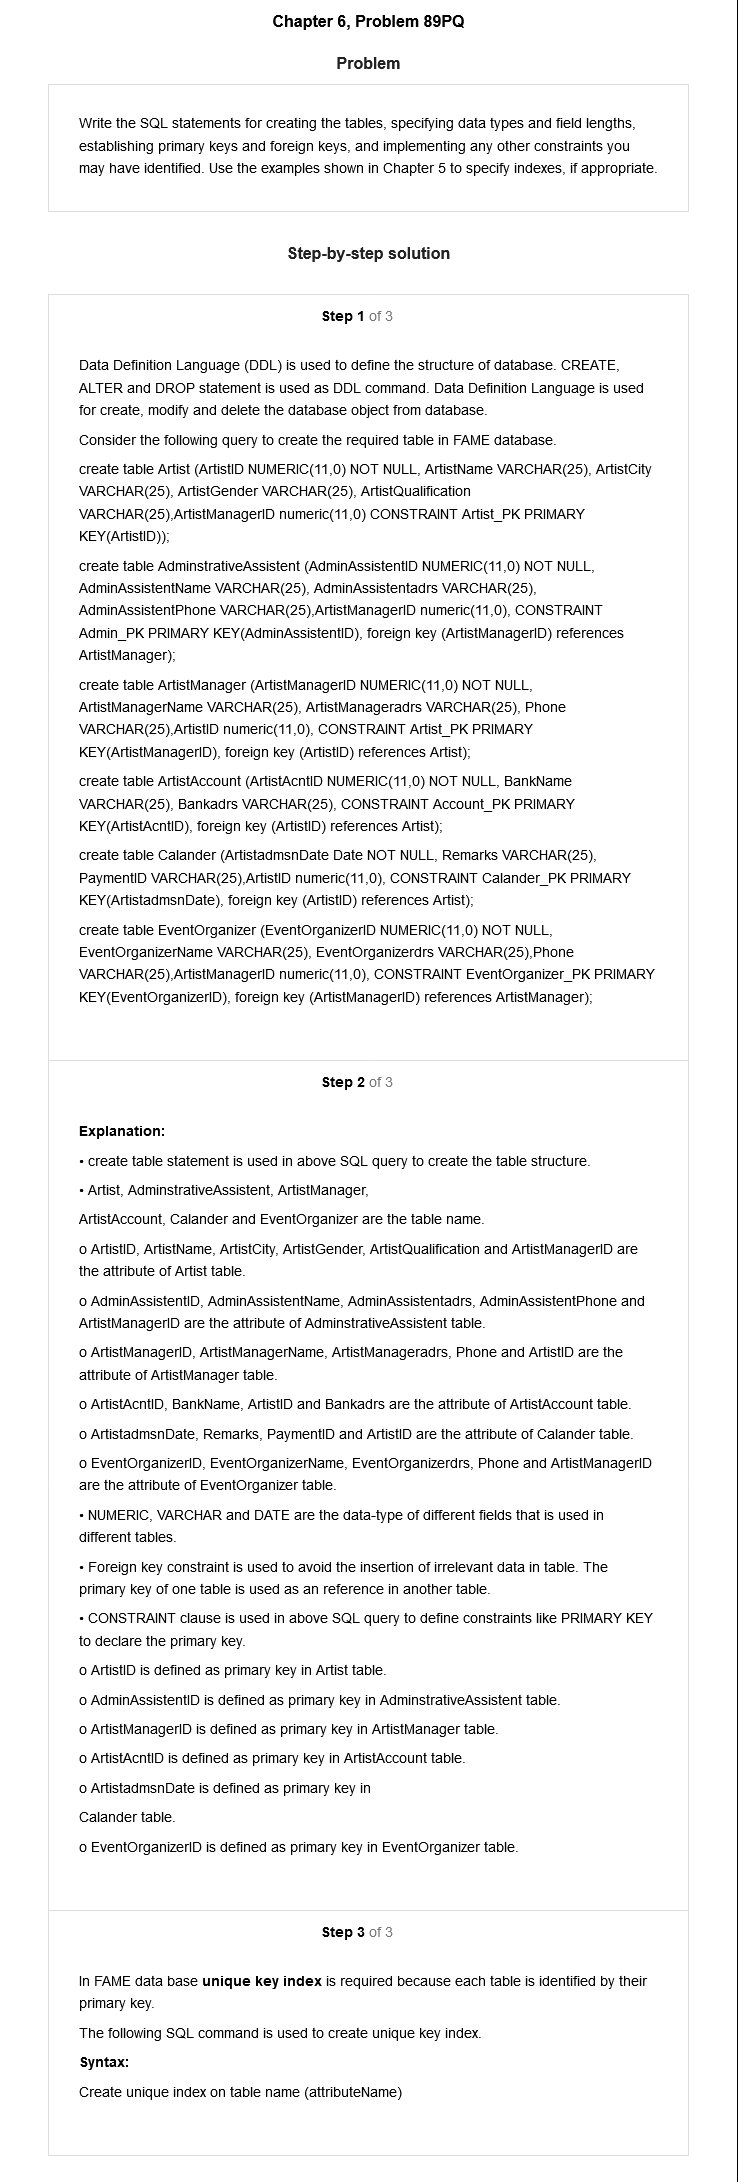 Chapter 6, Problem 89PQ
Problem
Write the SQL statements for creating the tables, specifying data types and field lengths,
establishing primary keys and foreign keys, and implementing any other constraints you
may have identified. Use the examples shown in Chapter 5 to specify indexes, if appropriate.
Step-by-step solution
Step 1 of 3
Data Definition Language (DDL) is used to define the structure of database. CREATE,
ALTER and DROP statement is used as DDL command. Data Definition Language is used
for create, modify and delete the database object from database.
Consider the following query to create the required table in FAME database.
create table Artist (ArtistID NUMERIC(11,0) NOT NULL, ArtistName VARCHAR(25), ArtistCity
VARCHAR(25), ArtistGender VARCHAR(25), ArtistQualification
VARCHAR(25),ArtistManagerID numeric(11,0) CONSTRAINT Artist_PK PRIMARY
KEY(ArtistID));
create table AdminstrativeAssistent (AdminAssistentID NUMERIC(11,0) NOT NULL,
AdminAssistentName VARCHAR(25), AdminAssistentadrs VARCHAR(25),
AdminAssistentPhone VARCHAR(25),ArtistManagerID numeric(11,0), CONSTRAINT
Admin_PK PRIMARY KEY(AdminAssistentID), foreign key (ArtistManagerID) references
ArtistManager);
create table ArtistManager (ArtistManagerID NUMERIC(11,0) NOT NULL,
ArtistManagerName VARCHAR(25), ArtistManageradrs VARCHAR(25), Phone
VARCHAR(25),ArtistID numeric(11,0), CONSTRAINT Artist_PK PRIMARY
KEY(ArtistManagerID), foreign key (ArtistID) references Artist);
create table ArtistAccount (ArtistAcntID NUMERIC(11,0) NOT NULL, BankName
VARCHAR(25), Bankadrs VARCHAR(25), CONSTRAINT Account_PK PRIMARY
KEY(ArtistAcntID), foreign key (ArtistID) references Artist);
create table Calander (ArtistadmsnDate Date NOT NULL, Remarks VARCHAR(25),
PaymentID VARCHAR(25),ArtistID numeric(11,0), CONSTRAINT Calander_PK PRIMARY
KEY(ArtistadmsnDate), foreign key (ArtistID) references Artist);
create table EventOrganizer (EventOrganizerID NUMERIC(11,0) NOT NULL,
EventOrganizerName VARCHAR(25), EventOrganizerdrs VARCHAR(25),Phone
VARCHAR(25),ArtistManagerID numeric(11,0), CONSTRAINT EventOrganizer_PK PRIMARY
KEY(EventOrganizerID), foreign key (ArtistManagerID) references ArtistManager);
Step 2 of 3
Explanation:
• create table statement is used in above SQL query to create the table structure.
• Artist, AdminstrativeAssistent, ArtistManager,
ArtistAccount, Calander and EventOrganizer are the table name.
o ArtistID, ArtistName, ArtistCity, ArtistGender, ArtistQualification and ArtistManagerID are
the attribute of Artist table.
o AdminAssistentID, AdminAssistentName, AdminAssistentadrs, AdminAssistentPhone and
ArtistManagerID are the attribute of AdminstrativeAssistent table.
o ArtistManagerID, ArtistManagerName, ArtistManageradrs, Phone and ArtistID are the
attribute of ArtistManager table.
o ArtistAcntID, BankName, ArtistID and Bankadrs are the attribute of ArtistAccount table.
o ArtistadmsnDate, Remarks, PaymentID and ArtistID are the attribute of Calander table.
o EventOrganizerID, EventOrganizerName, EventOrganizerdrs, Phone and ArtistManagerID
are the attribute of EventOrganizer table.
• NUMERIC, VARCHAR and DATE are the data-type of different fields that is used in
different tables.
• Foreign key constraint is used to avoid the insertion of irrelevant data in table. The
primary key of one table is used as an reference in another table.
• CONSTRAINT clause is used in above SQL query to define constraints like PRIMARY KEY
to declare the primary key.
o ArtistID is defined as primary key in Artist table.
o AdminAssistentID is defined as primary key in AdminstrativeAssistent table.
o ArtistManagerID is defined as primary key in ArtistManager table.
o ArtistAcntID is defined as primary key in ArtistAccount table.
o ArtistadmsnDate is defined as primary key in
Calander table.
o EventOrganizerID is defined as primary key in EventOrganizer table.
Step 3 of 3
In FAME data base unique key index is required because each table is identified by their
primary key.
The following SQL command is used to create unique key index.
Syntax:
Create unique index on table name (attributeName)